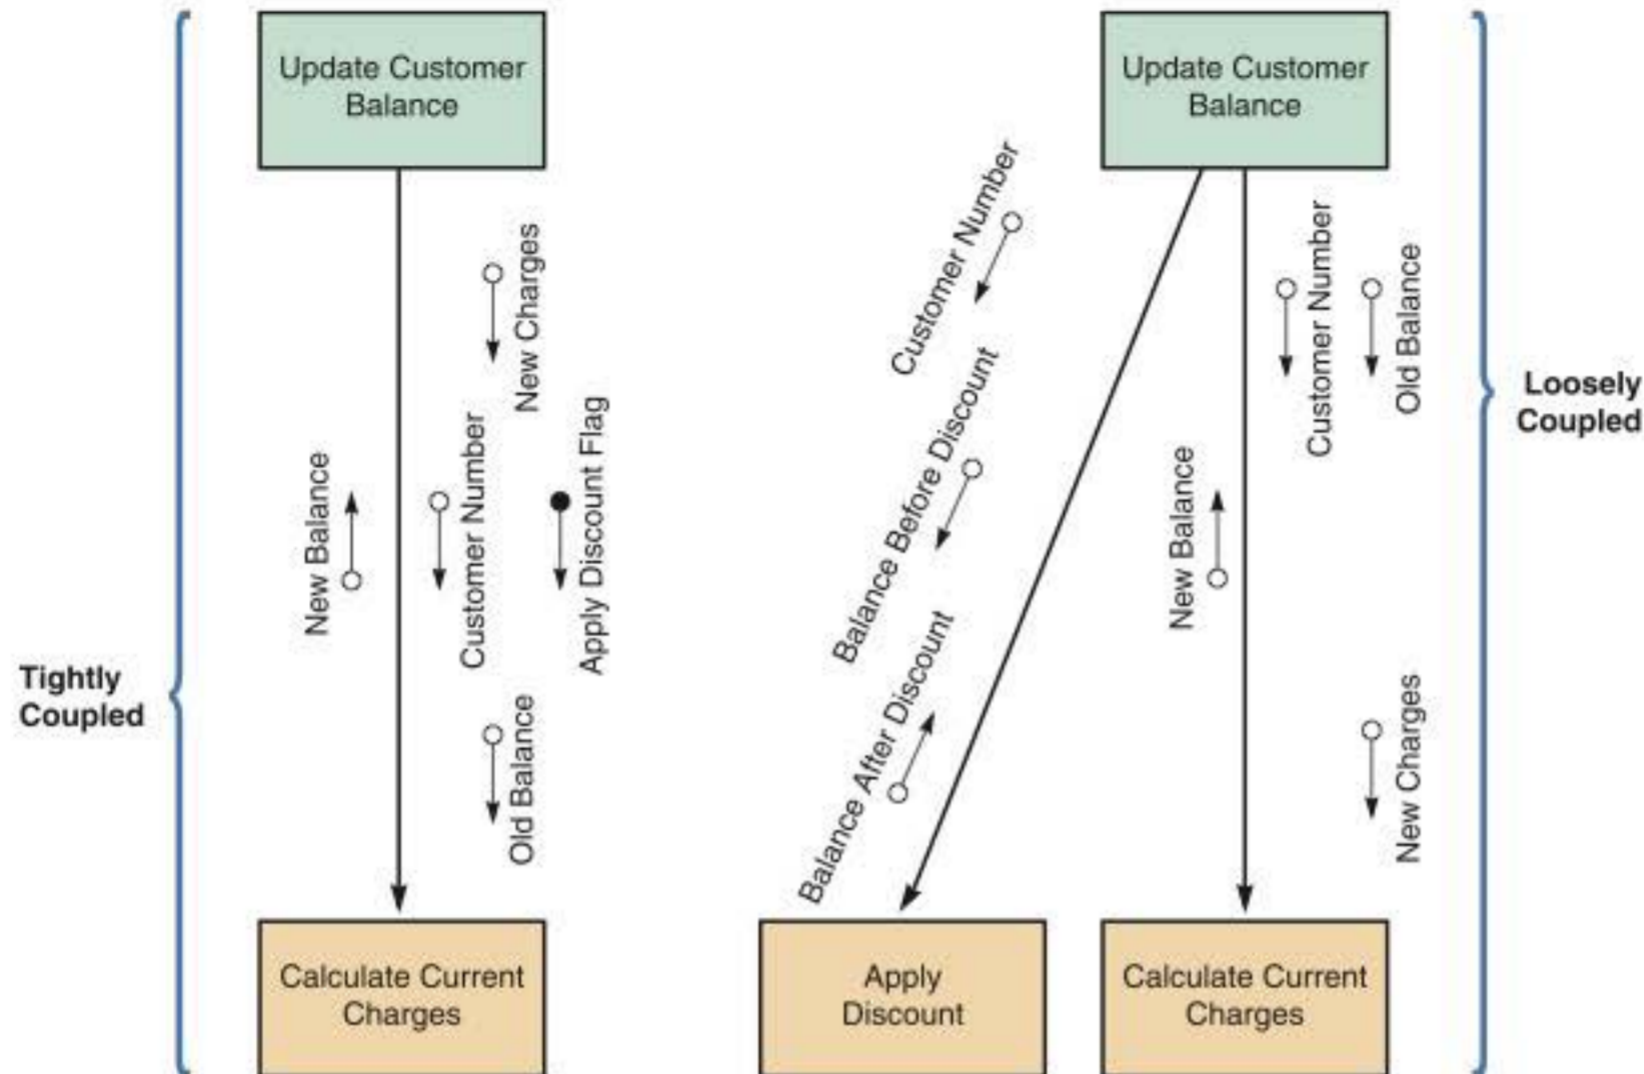 Update Customer
Balance
New Charges
New Balance
Customer Number
Apply Discount Flag
Old Balance
Tightly
Coupled
Calculate Current
Charges
Update Customer
Balance
Customer Number
Balance Before Discount
Balance After Discount
Customer Number
Old Balance
New Balance
New Charges
Loosely
Coupled
Apply
Discount
Calculate Current
Charges